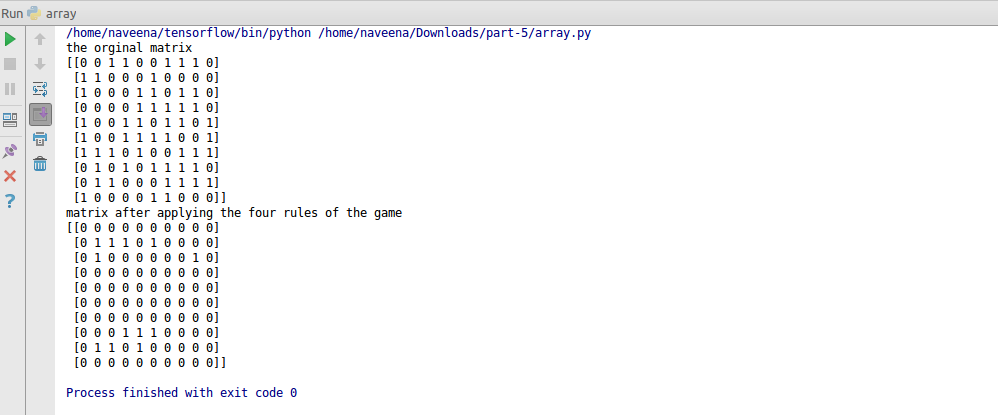 Run array
/home/naveena/tensorflow/bin/python /home/naveena/Downloads/part-5/array.py
the orginal matrix
[[0 0 1 1 0 0 1 1 1 0]
 [1 1 0 0 0 1 0 0 0 0]
 [1 0 0 0 1 1 0 1 1 0]
 [0 0 0 0 1 1 1 1 1 0]
 [1 0 0 1 1 0 1 1 0 1]
 [1 0 0 1 1 1 1 0 0 1]
 [1 1 1 0 1 0 0 1 1 1]
 [0 1 0 1 0 1 1 1 1 0]
 [0 1 1 0 0 0 1 1 1 1]
 [1 0 0 0 0 1 1 0 0 0]]
matrix after applying the four rules of the game
[[0 0 0 0 0 0 0 0 0 0]
 [0 1 1 1 0 1 0 0 0 0]
 [0 1 0 0 0 0 0 0 1 0]
 [0 0 0 0 0 0 0 0 0 0]
 [0 0 0 0 0 0 0 0 0 0]
 [0 0 0 0 0 0 0 0 0 0]
 [0 0 0 0 0 0 0 0 0 0]
 [0 0 0 1 1 1 0 0 0 0]
 [0 1 1 0 1 0 0 0 0 0]
 [0 0 0 0 0 0 0 0 0 0]]
Process finished with exit code 0